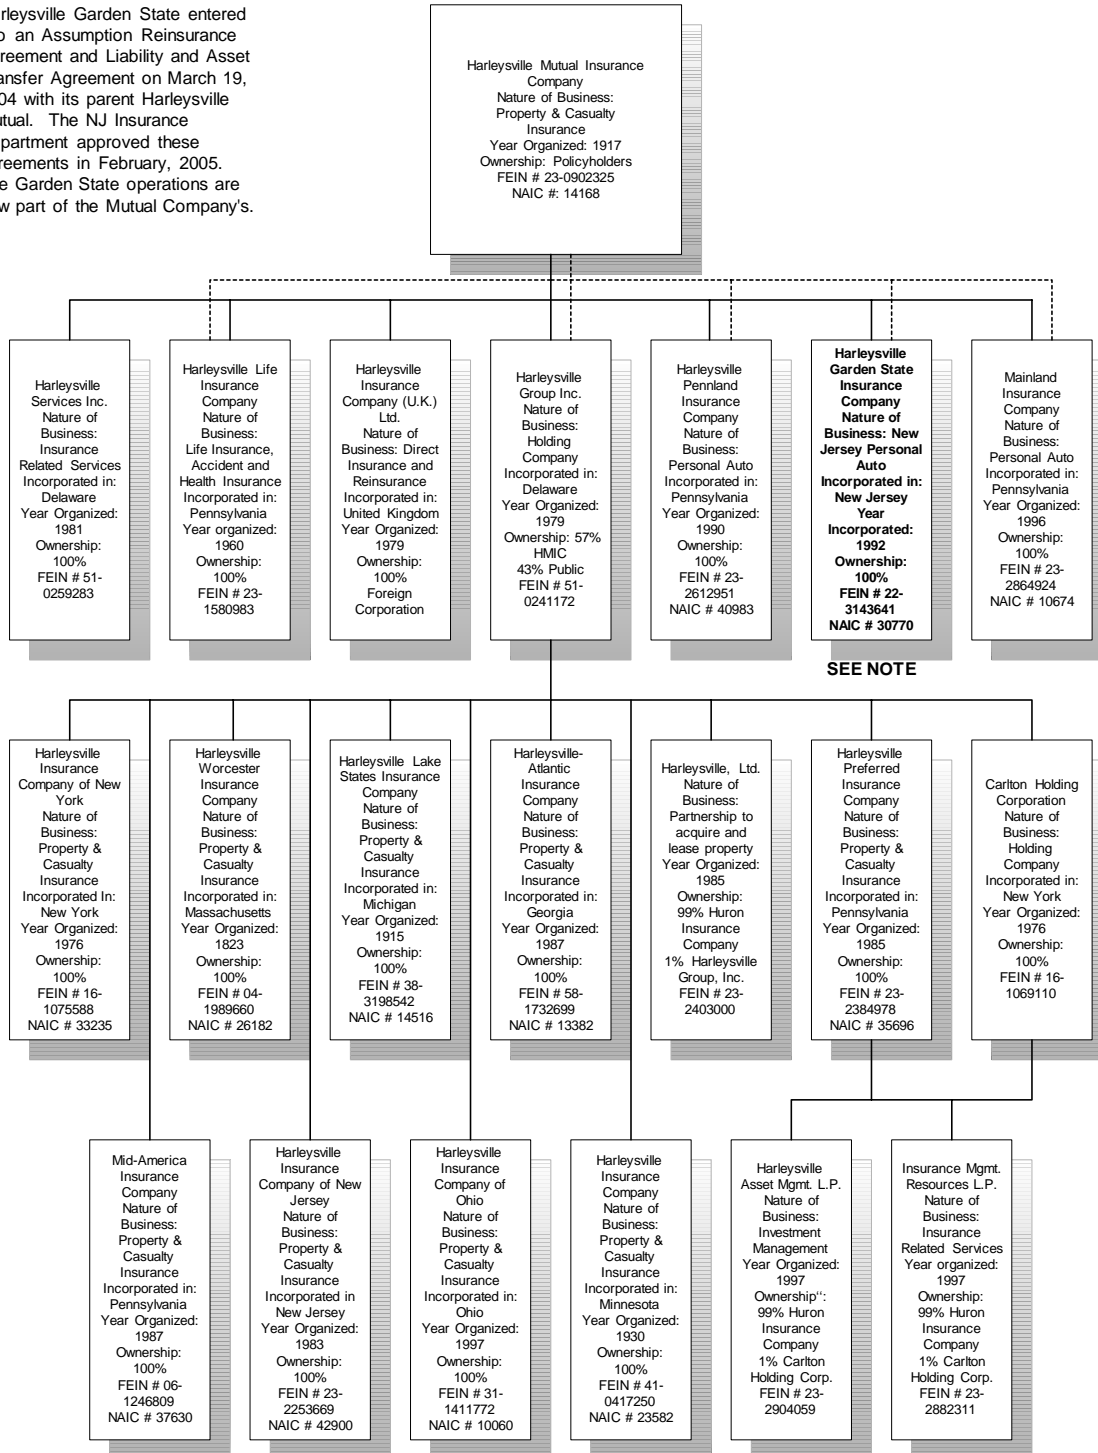 rleysville Garden State entered
o an Assumption Reinsurance
reement and Liability and Asset
ansfer Agreement on March 19,
04 with its parent Harleysville
utual. The NJ Insurance
partment approved these
reements in February, 2005.
e Garden State operations are
w part of the Mutual Company's.
Harleysville Mutual Insurance
Company
Nature of Business:
Property & Casualty
Insurance
Year Organized: 1917
Ownership: Policyholders
FEIN # 23-0902325
NAIC #: 14168
Harleysville
Services Inc.
Nature of
Business:
Insurance
Related Services
Incorporated in:
Delaware
Year Organized:
1981
Ownership:
100%
FEIN # 51-
0259283
Harleysville Life
Insurance
Company
Nature of
Business:
Life Insurance,
Accident and
Health Insurance
Incorporated in:
Pennsylvania
Year organized:
1960
Ownership:
100%
FEIN # 23-
1580983
Harleysville
Insurance
Company (U.K.)
Ltd.
Nature of
Business: Direct
Insurance and
Reinsurance
Incorporated in:
United Kingdom
Year Organized:
1979
Ownership:
100%
Foreign
Corporation
Harleysville
Group Inc.
Nature of
Business:
Holding
Company
Incorporated in:
Delaware
Year Organized:
1979
Ownership: 57%
HMIC
43% Public
FEIN # 51-
0241172
Harleysville
Pennland
Insurance
Company
Nature of
Business:
Personal Auto
Incorporated in:
Pennsylvania
Year Organized:
1990
Ownership:
100%
FEIN # 23-
2612951
NAIC # 40983
Harleysville
Garden State
Insurance
Company
Nature of
Business: New
Jersey Personal
Auto
Incorporated in:
New Jersey
Year
Incorporated:
1992
Ownership:
100%
FEIN # 22-
3143641
NAIC # 30770
Mainland
Insurance
Company
Nature of
Business:
Personal Auto
Incorporated in:
Pennsylvania
Year Organized:
1996
Ownership:
100%
FEIN # 23-
2864924
NAIC # 10674
SEE NOTE
Harleysville
Insurance
Company of New
York
Nature of
Business:
Property &
Casualty
Insurance
Incorporated In:
New York
Year Organized:
1976
Ownership:
100%
FEIN # 16-
1075588
NAIC # 33235
Harleysville
Worcester
Insurance
Company
Nature of
Business:
Property &
Casualty
Insurance
Incorporated in:
Massachusetts
Year Organized:
1823
Ownership:
100%
FEIN # 04-
1989660
NAIC # 26182
Harleysville Lake
States Insurance
Company
Nature of
Business:
Property &
Casualty
Insurance
Incorporated in:
Michigan
Year Organized:
1915
Ownership:
100%
FEIN # 38-
3198542
NAIC # 14516
Harleysville-
Atlantic
Insurance
Company
Nature of
Business:
Property &
Casualty
Insurance
Incorporated in:
Georgia
Year Organized:
1987
Ownership:
100%
FEIN # 58-
1732699
NAIC # 13382
Harleysville, Ltd.
Nature of
Business:
Partnership to
acquire and
lease property
Year Organized:
1985
Ownership:
99% Huron
Insurance
Company
1% Harleysville
Group, Inc.
FEIN # 23-
2403000
Harleysville
Preferred
Insurance
Company
Nature of
Business:
Property &
Casualty
Insurance
Incorporated in:
Pennsylvania
Year Organized:
1985
Ownership:
100%
FEIN # 23-
2384978
NAIC # 35696
Carlton Holding
Corporation
Nature of
Business:
Holding
Company
Incorporated in:
New York
Year Organized:
1976
Ownership:
100%
FEIN # 16-
1069110
Mid-America
Insurance
Company
Nature of
Business:
Property &
Casualty
Insurance
Incorporated in:
Pennsylvania
Year Organized:
1987
Ownership:
100%
FEIN # 06-
1246809
NAIC # 37630
Harleysville
Insurance
Company of New
Jersey
Nature of
Business:
Property &
Casualty
Insurance
Incorporated in
New Jersey
Year Organized:
1983
Ownership:
100%
FEIN # 23-
2253669
NAIC # 42900
Harleysville
Insurance
Company of
Ohio
Nature of
Business:
Property &
Casualty
Insurance
Incorporated in:
Ohio
Year Organized:
1997
Ownership:
100%
FEIN # 31-
1411772
NAIC # 10060
Harleysville
Insurance
Company
Nature of
Business:
Property &
Casualty
Insurance
Incorporated in:
Minnesota
Year Organized:
1930
Ownership:
100%
FEIN # 41-
0417250
NAIC # 23582
Harleysville
Asset Mgmt. L.P.
Nature of
Business:
Investment
Management
Year Organized:
1997
Ownership“:
99% Huron
Insurance
Company
1% Carlton
Holding Corp.
FEIN # 23-
2904059
Insurance Mgmt.
Resources L.P.
Nature of
Business:
Insurance
Related Services
Year organized:
1997
Ownership:
99% Huron
Insurance
Company
1% Carlton
Holding Corp.
FEIN # 23-
2882311